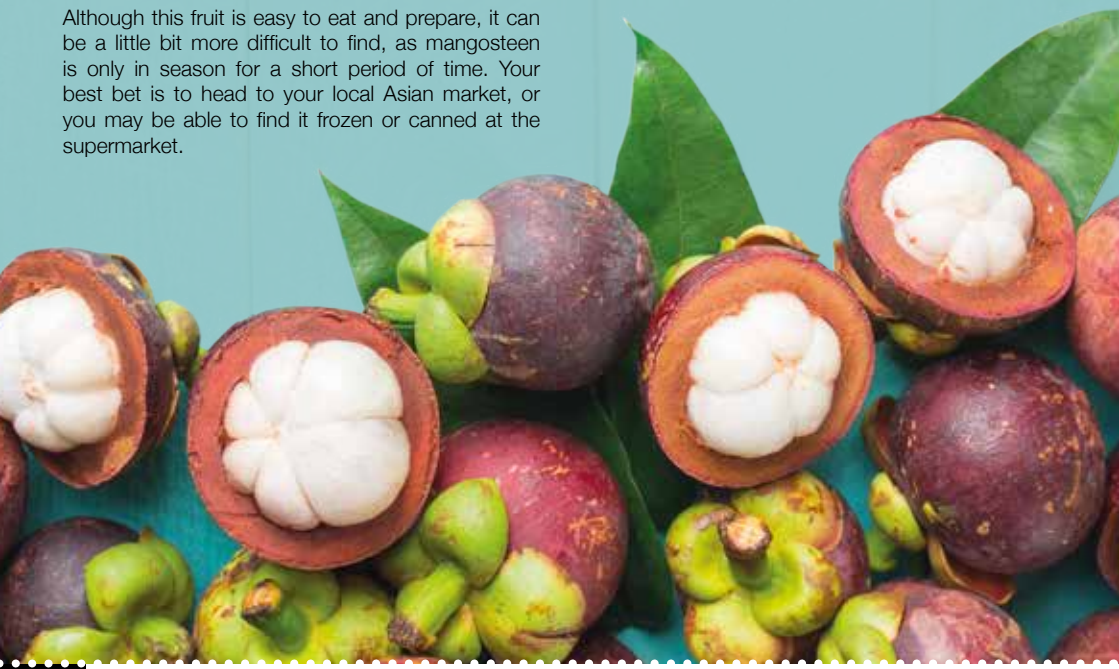 Although this fruit is easy to eat and prepare, it can
be a little bit more difficult to find, as mangosteen
is only in season for a short period of time. Your
best bet is to head to your local Asian market, or
you may be able to find it frozen or canned at the
supermarket.